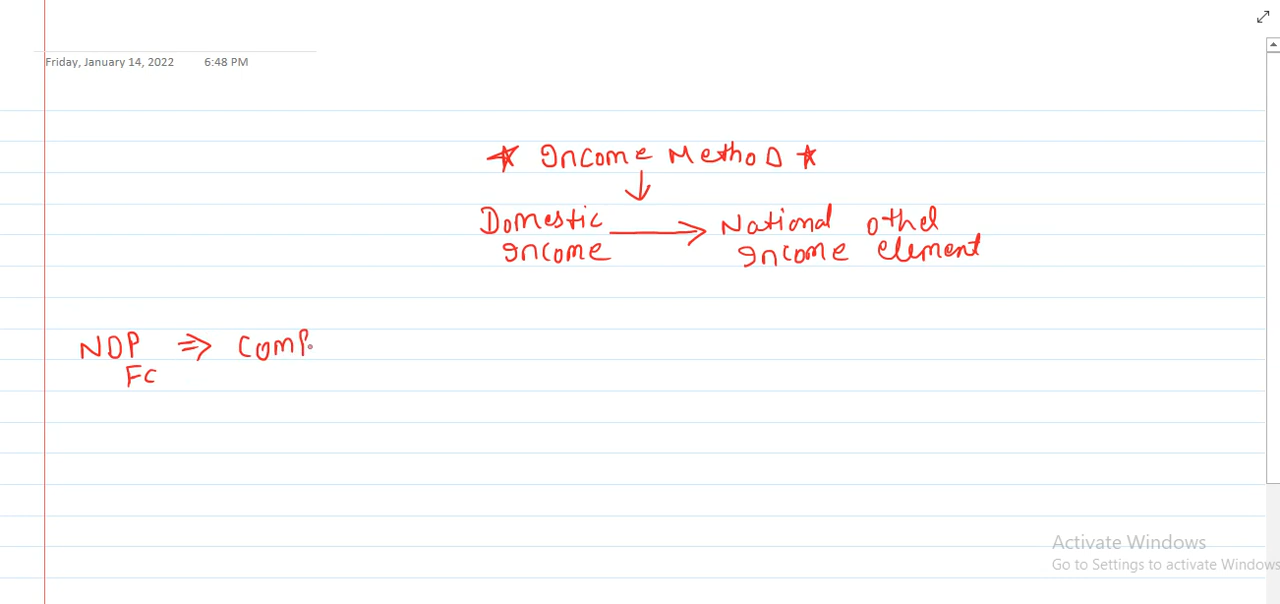 Friday, January 14, 2022 6:48 PM
★ Income Method ★
Domestic Income → National Income other element
NDP FC ⇒ Comp
Activate Windows
Go to Settings to activate Windows